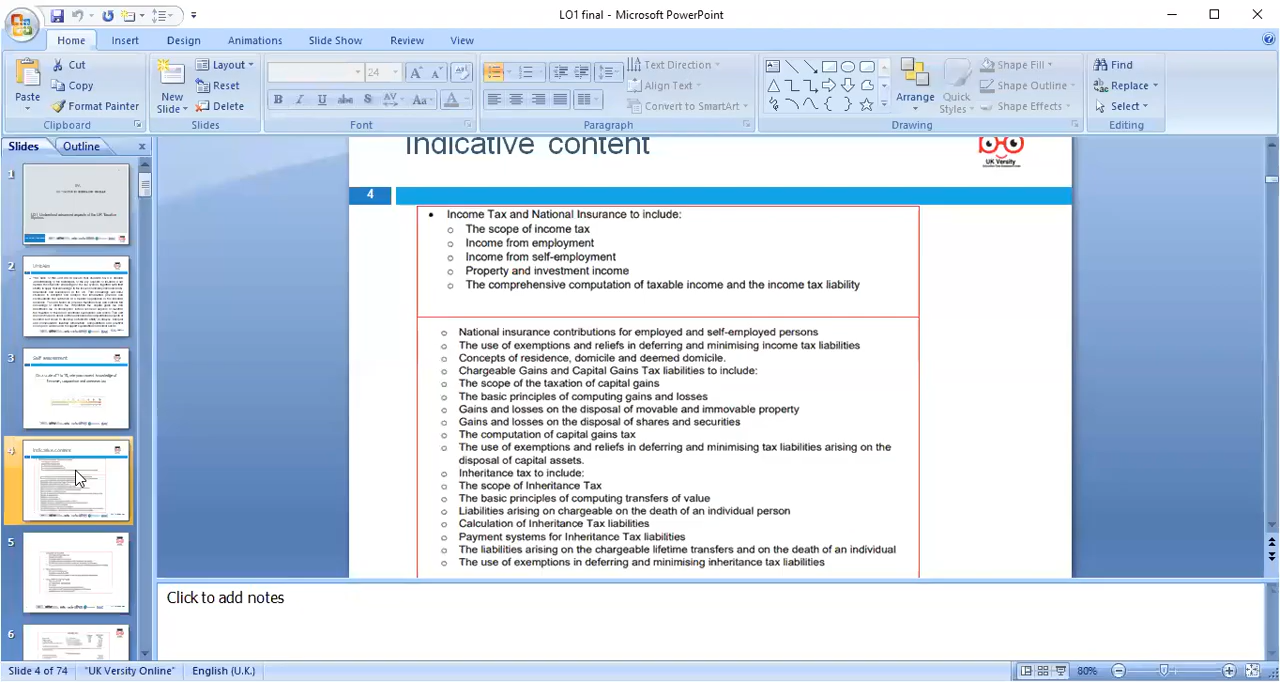 LO1 final - Microsoft PowerPoint
Home Insert Design Animations Slide Show Review View
Paste
Cut
Copy
Format Painter
Clipboard
New Slide
Layout
Reset
Delete
Slides
24
B I U abe S AV Aa A
Font
Text Direction
Align Text
Convert to SmartArt
Paragraph
Arrange
Quick Styles
Shape Fill
Shape Outline
Shape Effects
Drawing
Find
Replace
Select
Editing
Slides Outline x
1
2
3
4
5
6
Indicative content
UK Versity
4
• Income Tax and National Insurance to include:
o The scope of income tax
o Income from employment
o Income from self-employment
o Property and investment income
o The comprehensive computation of taxable income and the income tax liability
o National insurance contributions for employed and self-employed persons
o The use of exemptions and reliefs in deferring and minimising income tax liabilities
o Concepts of residence, domicile and deemed domicile.
o Chargeable Gains and Capital Gains Tax liabilities to include:
o The scope of the taxation of capital gains
o The basic principles of computing gains and losses
o Gains and losses on the disposal of movable and immovable property
o Gains and losses on the disposal of shares and securities
o The computation of capital gains tax
o The use of exemptions and reliefs in deferring and minimising tax liabilities arising on the
disposal of capital assets.
o Inheritance tax to include:
o The scope of Inheritance Tax
o The basic principles of computing transfers of value
o Liabilities arising on chargeable on the death of an individual person
o Calculation of Inheritance Tax liabilities
o Payment systems for Inheritance Tax liabilities
o The liabilities arising on the chargeable lifetime transfers and on the death of an individual
o The use of exemptions in deferring and minimising inheritance tax liabilities
Click to add notes
Slide 4 of 74 "UK Versity Online" English (U.K.) 80%